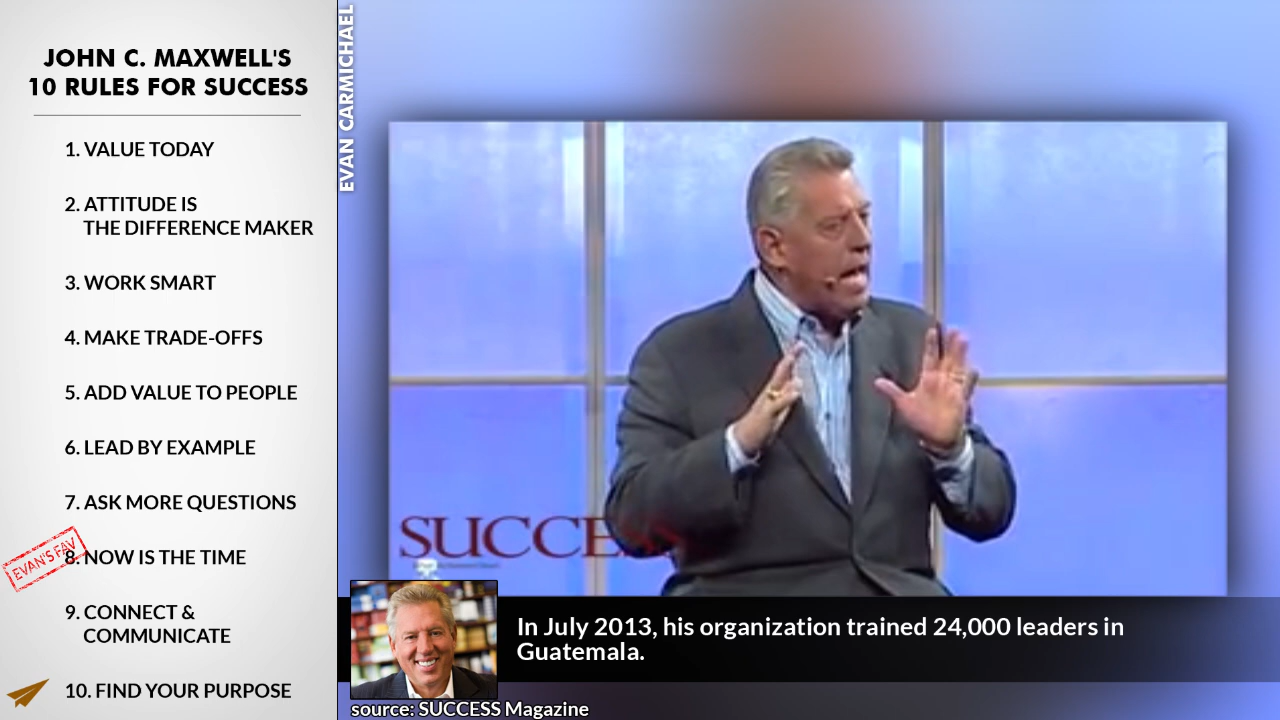 JOHN C. MAXWELL'S
10 RULES FOR SUCCESS
1. VALUE TODAY
2. ATTITUDE IS
THE DIFFERENCE MAKER
3. WORK SMART
4. MAKE TRADE-OFFS
5. ADD VALUE TO PEOPLE
6. LEAD BY EXAMPLE
7. ASK MORE QUESTIONS
EVAN'S FAV
8. NOW IS THE TIME
9. CONNECT &
COMMUNICATE
10. FIND YOUR PURPOSE
EVAN CARMICHAEL
SUCCESS
In July 2013, his organization trained 24,000 leaders in
Guatemala.
source: SUCCESS Magazine